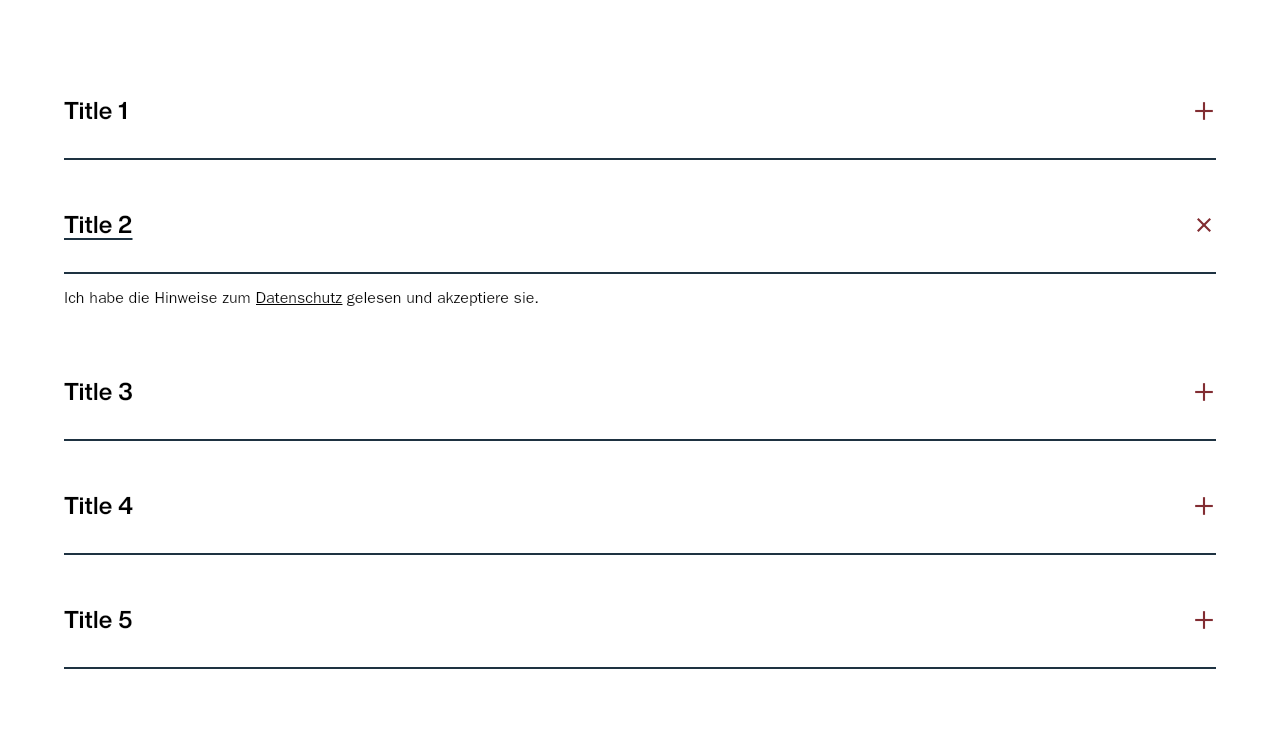 Title 1
Title 2
Ich habe die Hinweise zum Datenschutz gelesen und akzeptiere sie.
Title 3
Title 4
Title 5